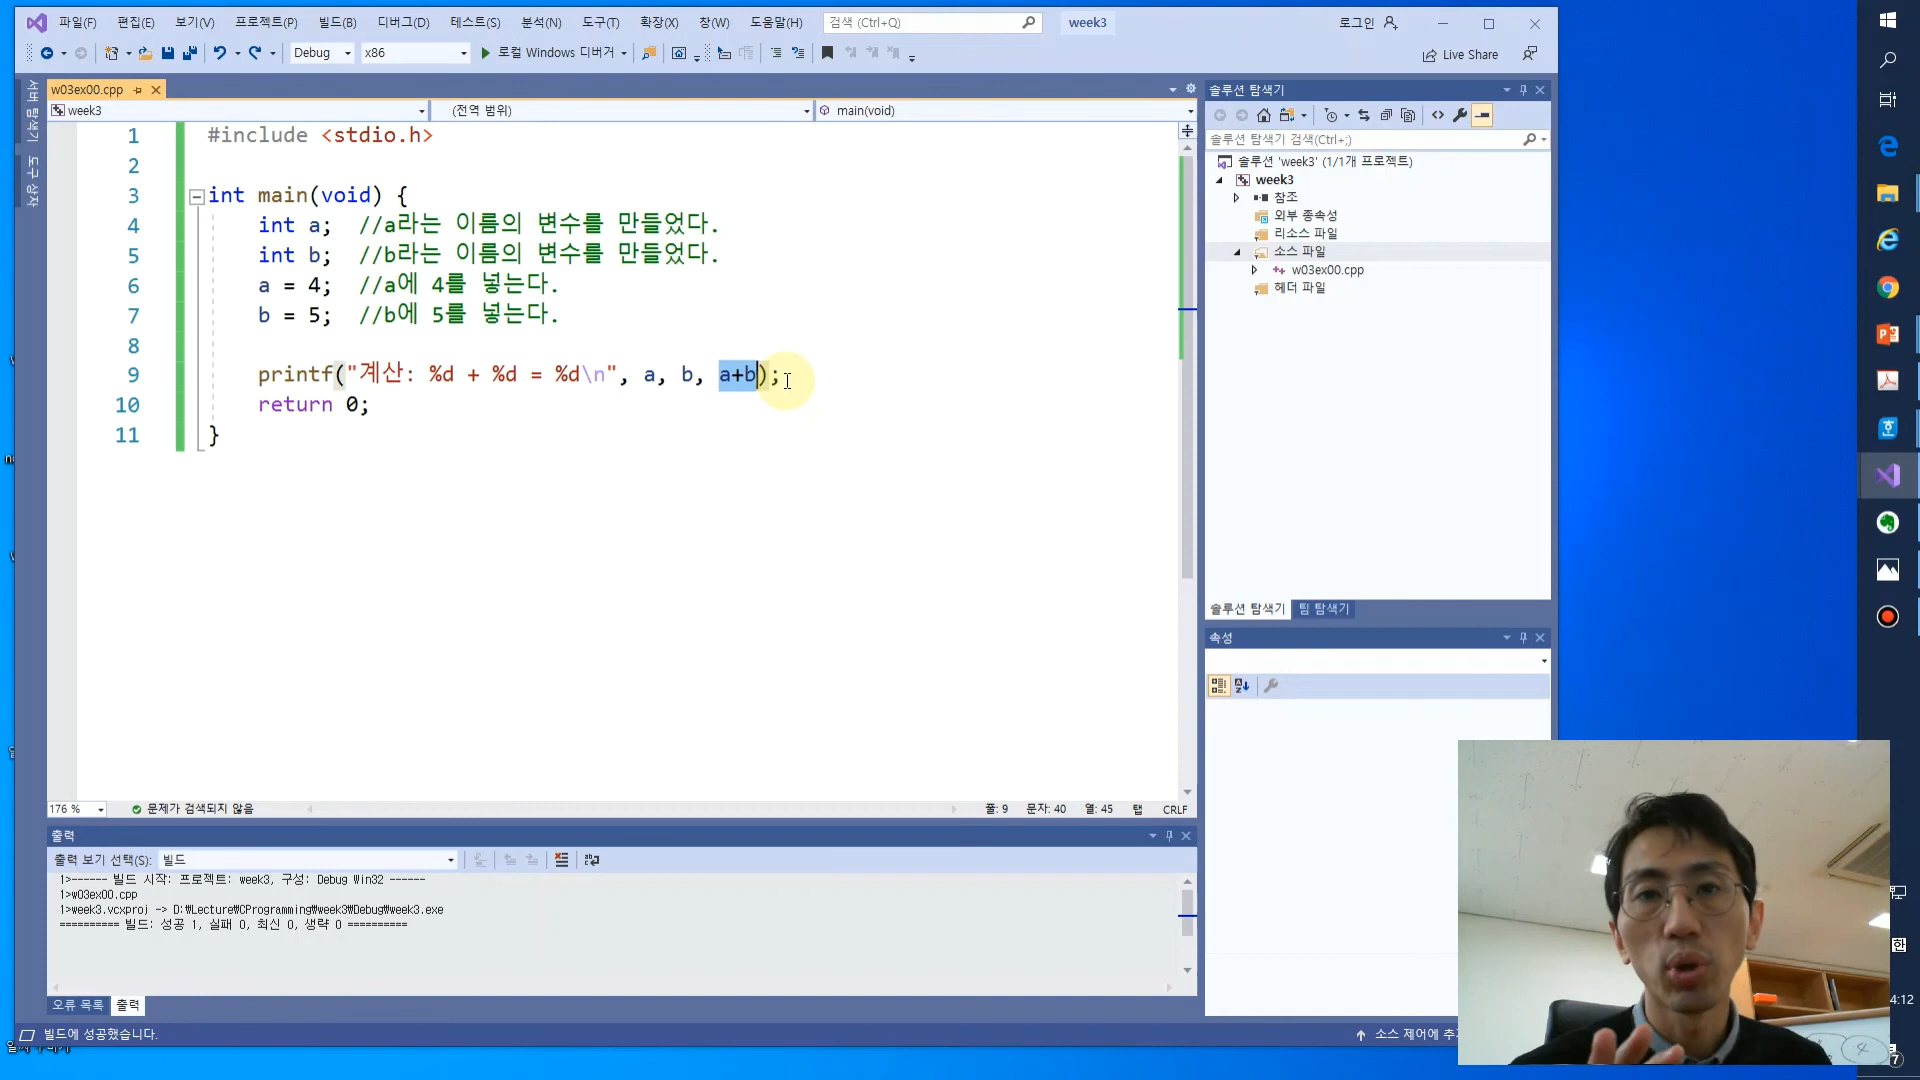 파일(F) 편집(E) 보기(V) 프로젝트(P) 빌드(B) 디버그(D) 테스트(S) 분석(N) 도구(T) 확장(X) 창(W) 도움말(H) 검색 (Ctrl+Q) week3 로그인
Debug x86 로컬 Windows 디버거 Live Share
서버 탐색기
도구 상자
w03ex00.cpp
week3 (전역 범위) main(void)
1 #include <stdio.h>
2
3 int main(void) {
4 int a; //a라는 이름의 변수를 만들었다.
5 int b; //b라는 이름의 변수를 만들었다.
6 a = 4; //a에 4를 넣는다.
7 b = 5; //b에 5를 넣는다.
8
9 printf("계산: %d + %d = %d\n", a, b, a+b);
10 return 0;
11 }
176 % 문제가 검색되지 않음 줄: 9 문자: 40 열: 45 탭 CRLF
출력
출력 보기 선택(S): 빌드
1>------ 빌드 시작: 프로젝트: week3, 구성: Debug Win32 ------
1>w03ex00.cpp
1>week3.vcxproj -> D:₩Lecture₩CProgramming₩week3₩Debug₩week3.exe
========== 빌드: 성공 1, 실패 0, 최신 0, 생략 0 ==========
오류 목록 출력
빌드에 성공했습니다. 소스 제어에
솔루션 탐색기
솔루션 탐색기 검색(Ctrl+;)
솔루션 'week3' (1/1개 프로젝트)
week3
참조
외부 종속성
리소스 파일
소스 파일
w03ex00.cpp
헤더 파일
솔루션 탐색기 팀 탐색기
속성
한
4:12
7